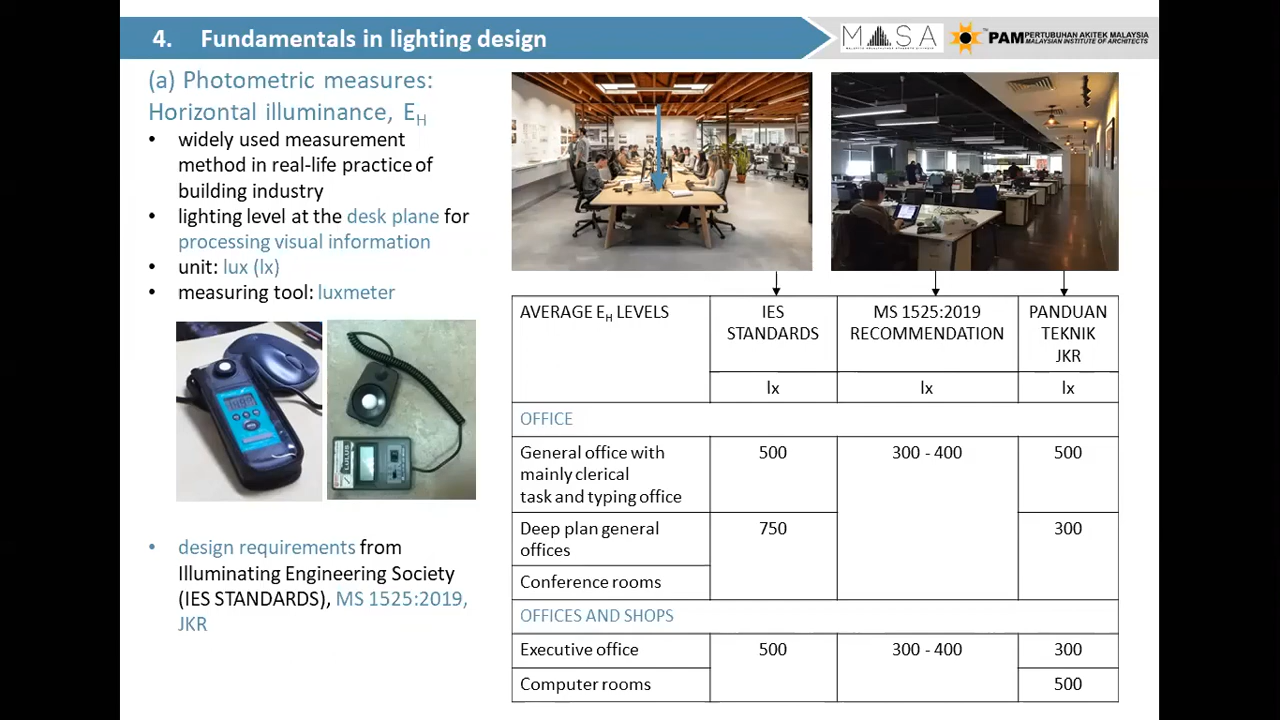 4. Fundamentals in lighting design
MASA
PAM PERTUBUHAN AKITEK MALAYSIA
MALAYSIAN INSTITUTE OF ARCHITECTS
(a) Photometric measures:
Horizontal illuminance, EH
• widely used measurement
method in real-life practice of
building industry
• lighting level at the desk plane for
processing visual information
• unit: lux (lx)
• measuring tool: luxmeter
• design requirements from
Illuminating Engineering Society
(IES STANDARDS), MS 1525:2019,
JKR
AVERAGE EH LEVELS
IES
STANDARDS
MS 1525:2019
RECOMMENDATION
PANDUAN
TEKNIK
JKR
lx
lx
lx
OFFICE
General office with
mainly clerical
task and typing office
500
300 - 400
500
Deep plan general
offices
750
300
Conference rooms
OFFICES AND SHOPS
Executive office
500
300 - 400
300
Computer rooms
500